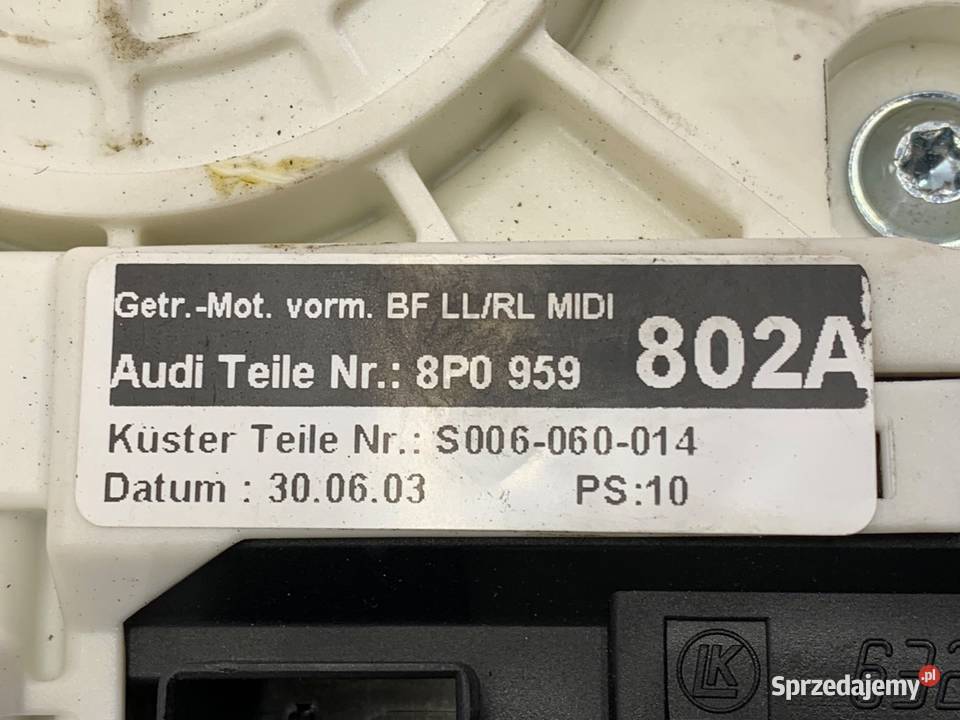 Getr.-Mot. vorm. BF LL/RL MIDI
Audi Teile Nr.: 8P0 959 802A
Küster Teile Nr.: S006-060-014
Datum : 30.06.03 PS:10
LK
Sprzedajemy.pl